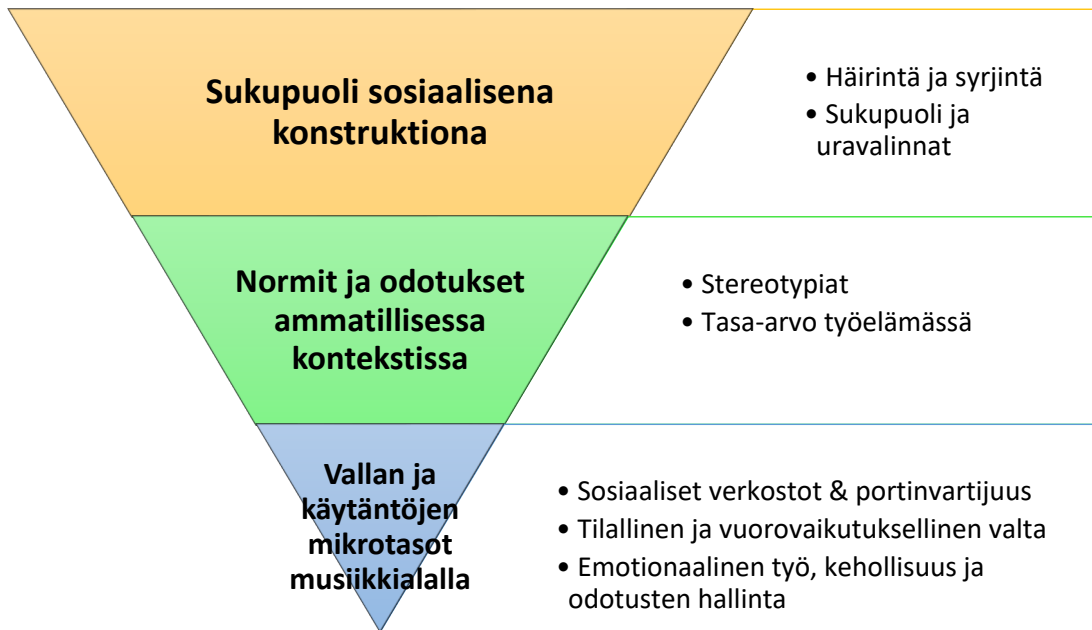 Sukupuoli sosiaalisena
konstruktiona
• Häirintä ja syrjintä
• Sukupuoli ja
uravalinnat
Normit ja odotukset
ammatillisessa
kontekstissa
• Stereotypiat
• Tasa-arvo työelämässä
Vallan ja
käytäntöjen
mikrotasot
musiikkialalla
• Sosiaaliset verkostot & portinvartijuus
• Tilallinen ja vuorovaikutuksellinen valta
• Emotionaalinen työ, kehollisuus ja
odotusten hallinta